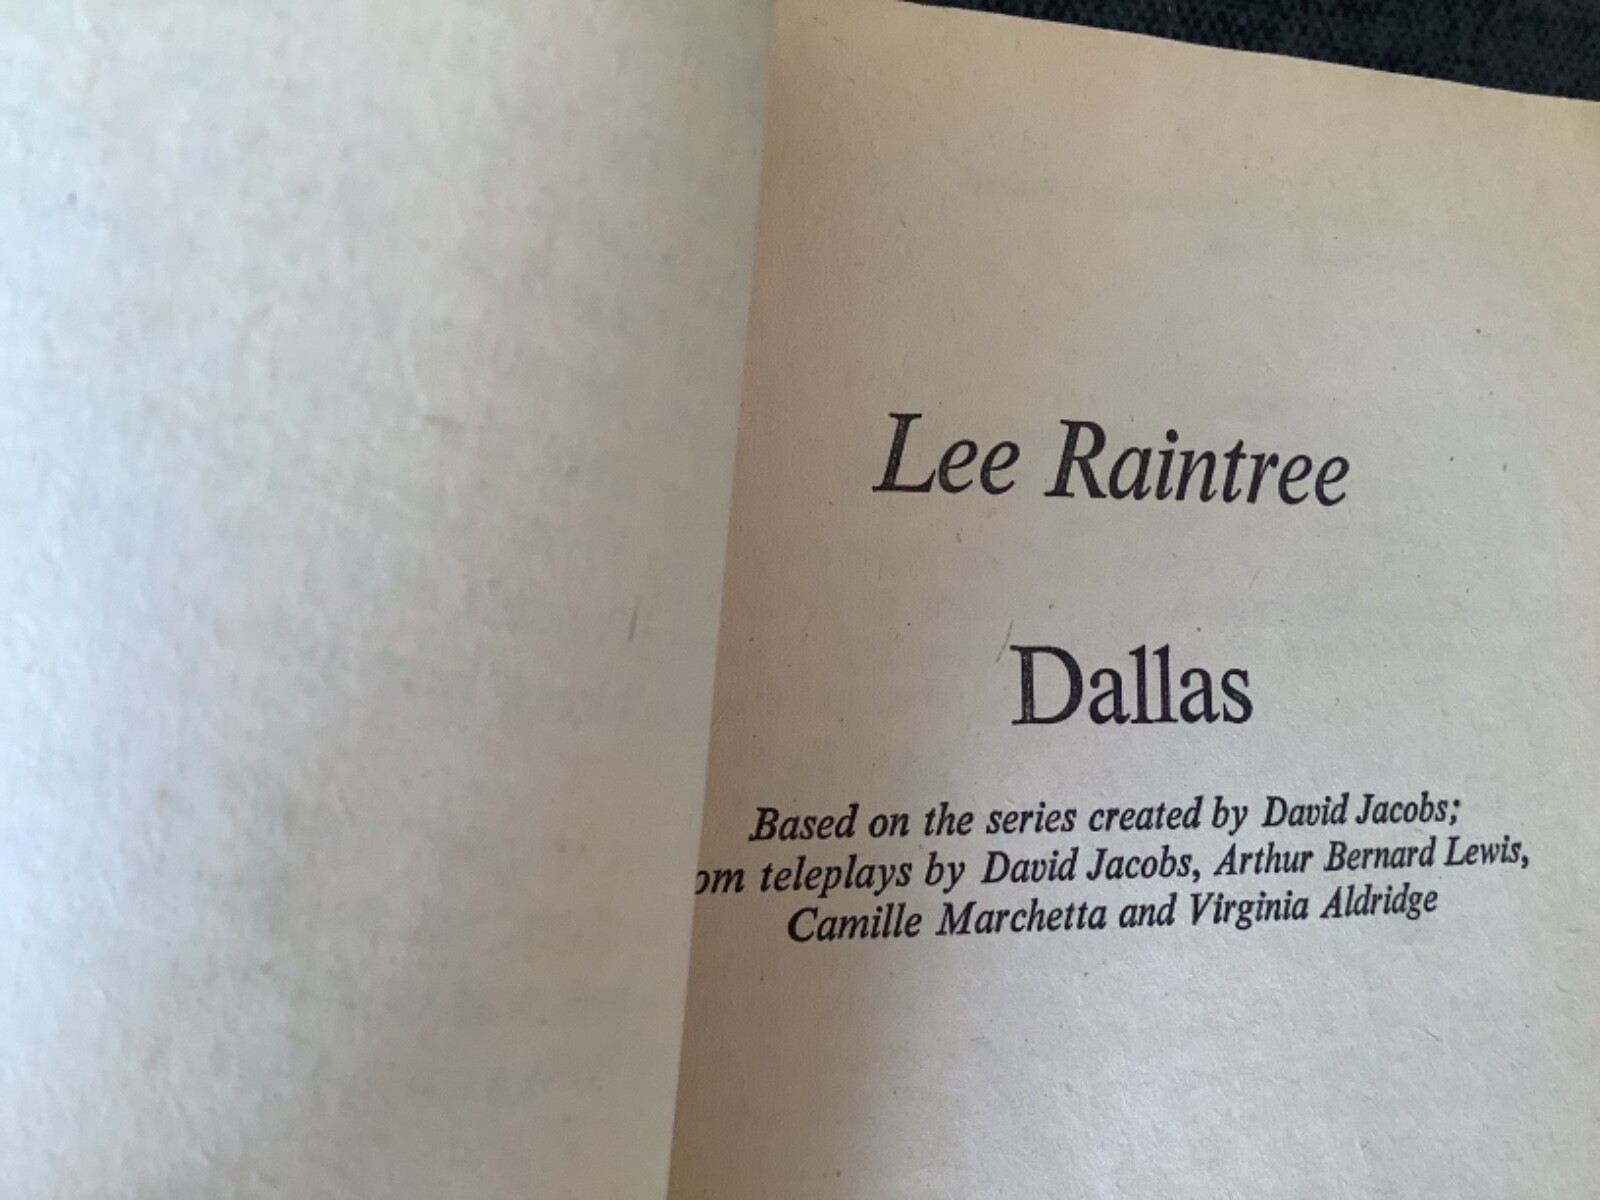 Lee Raintree
Dallas
Based on the series created by David Jacobs;
om teleplays by David Jacobs, Arthur Bernard Lewis,
Camille Marchetta and Virginia Aldridge